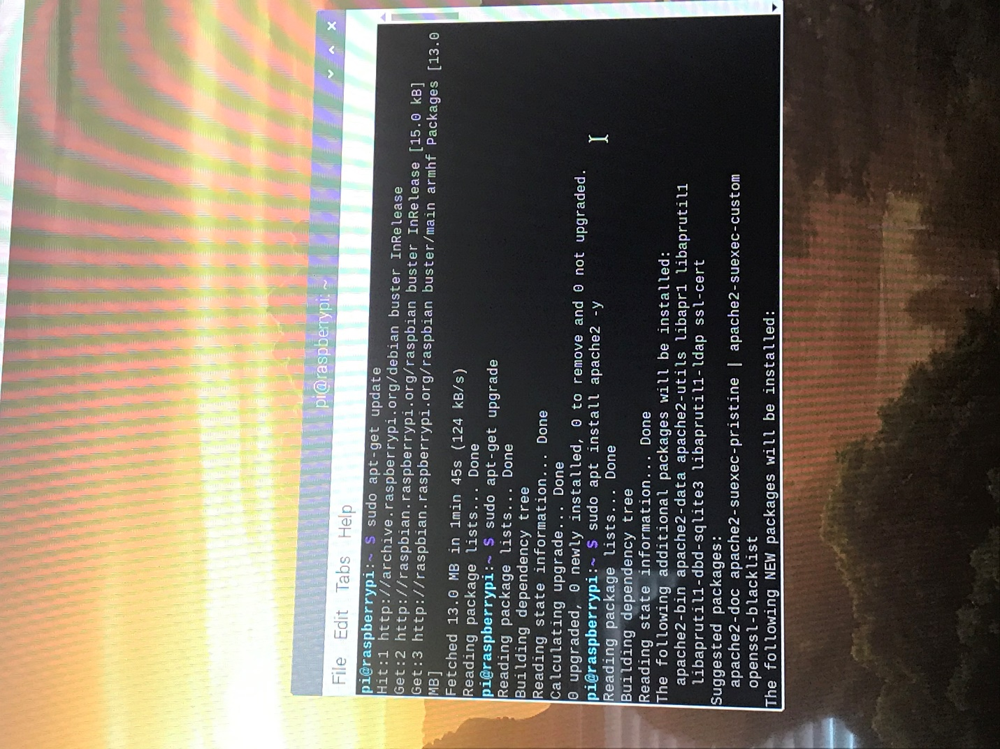 pi@raspberrypi: ~
File Edit Tabs Help
pi@raspberrypi:~ $ sudo apt-get update
Hit:1 http://archive.raspberrypi.org/debian buster InRelease
Get:2 http://raspbian.raspberrypi.org/raspbian buster InRelease [15.0 kB]
Get:3 http://raspbian.raspberrypi.org/raspbian buster/main armhf Packages [13.0
MB]
Fetched 13.0 MB in 1min 45s (124 kB/s)
Reading package lists... Done
pi@raspberrypi:~ $ sudo apt-get upgrade
Reading package lists... Done
Building dependency tree
Reading state information... Done
Calculating upgrade... Done
0 upgraded, 0 newly installed, 0 to remove and 0 not upgraded.
pi@raspberrypi:~ $ sudo apt install apache2 -y
Reading package lists... Done
Building dependency tree
Reading state information... Done
The following additional packages will be installed:
apache2-bin apache2-data apache2-utils libapr1 libaprutil1
libaprutil1-dbd-sqlite3 libaprutil1-ldap ssl-cert
Suggested packages:
apache2-doc apache2-suexec-pristine | apache2-suexec-custom
openssl-blacklist
The following NEW packages will be installed: